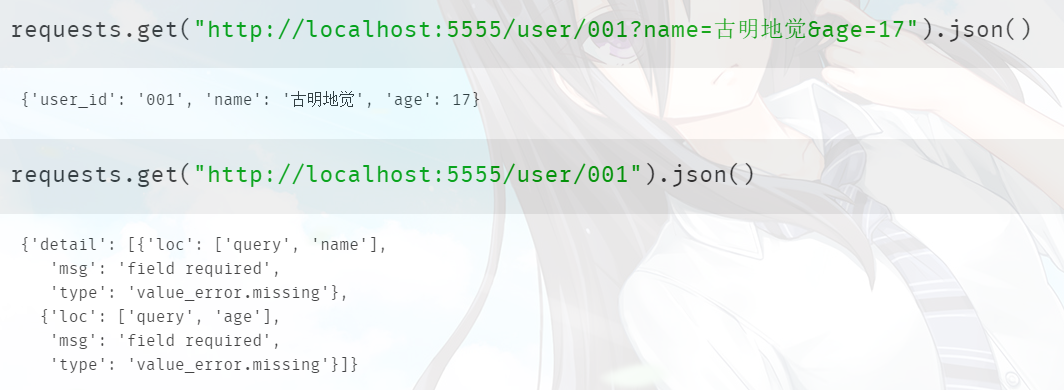 requests.get("http://localhost:5555/user/001?name=古明地觉&age=17").json()
{'user_id': '001', 'name': '古明地觉', 'age': 17}
requests.get("http://localhost:5555/user/001").json()
{'detail': [{'loc': ['query', 'name'],
'msg': 'field required',
'type': 'value_error.missing'},
{'loc': ['query', 'age'],
'msg': 'field required',
'type': 'value_error.missing'}]}